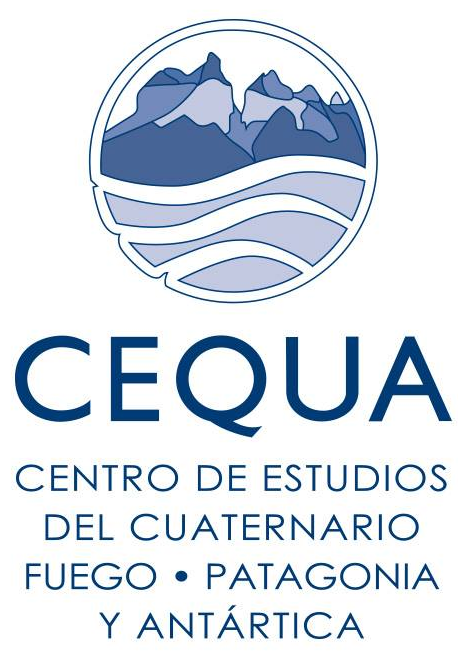 CEQUA
CENTRO DE ESTUDIOS
DEL CUATERNARIO
FUEGO • PATAGONIA
Y ANTÁRTICA